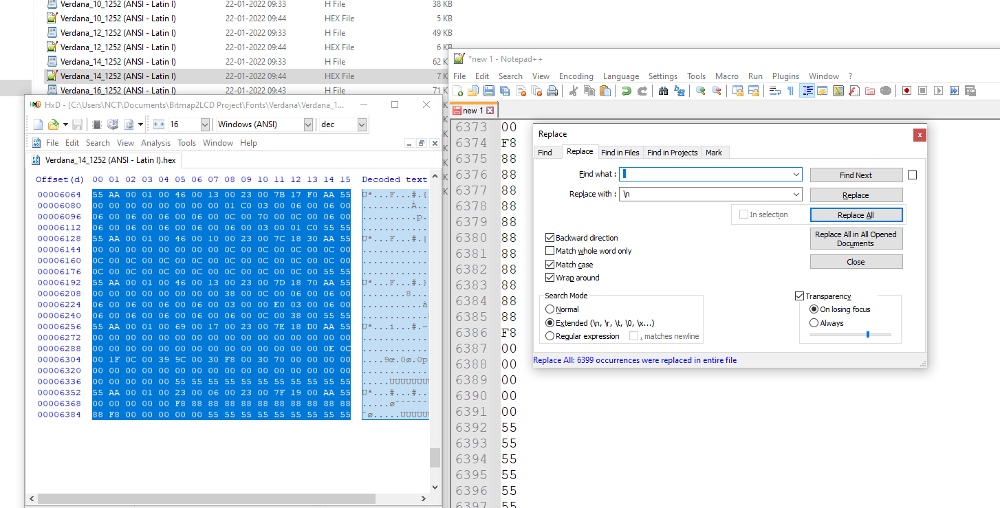 Verdana_10_1252 (ANSI - Latin I) 22-01-2022 09:33 H File 38 KB
Verdana_10_1252 (ANSI - Latin I) 22-01-2022 09:44 HEX File 5 KB
Verdana_12_1252 (ANSI - Latin I) 22-01-2022 09:33 H File 49 KB
Verdana_12_1252 (ANSI - Latin I) 22-01-2022 09:44 HEX File 6 KB
Verdana_14_1252 (ANSI - Latin I) 22-01-2022 09:33 H File 62 KB
Verdana_14_1252 (ANSI - Latin I) 22-01-2022 09:44 HEX File 7 K
Verdana_16_1252 (ANSI - Latin I) 22-01-2022 09:43 H File 71 K
HxD - [C:\Users\NCT\Documents\Bitmap2LCD Project\Fonts\Verdana\Verdana_1...
16 Windows (ANSI) dec
File Edit Search View Analysis Tools Window Help
Verdana_14_1252 (ANSI - Latin I).hex
Offset(d) 00 01 02 03 04 05 06 07 08 09 10 11 12 13 14 15 Decoded text
00006064 55 AA 00 01 00 46 00 13 00 23 00 7B 17 F0 AA 55 Uª...F...#.{
00006080 00 00 00 00 00 00 00 01 C0 03 00 06 00 06 00 .........À..
00006096 06 00 06 00 06 00 06 00 0C 00 70 00 0C 00 06 00 ..........p.
00006112 06 00 06 00 06 00 06 00 06 00 03 00 01 C0 55 55 ............
00006128 55 AA 00 01 00 46 00 10 00 23 00 7C 18 30 AA 55 Uª...F...#.|
00006144 00 00 00 00 00 00 0C 00 0C 00 0C 00 0C 00 0C 00 ............
00006160 0C 00 0C 00 0C 00 0C 00 0C 00 0C 00 0C 00 0C 00 ............
00006176 0C 00 0C 00 0C 00 0C 00 0C 00 0C 00 0C 00 55 55 ............
00006192 55 AA 00 01 00 46 00 13 00 23 00 7D 18 70 AA 55 Uª...F...#.}
00006208 00 00 00 00 00 00 00 00 38 00 0C 00 06 00 06 00 ........8...
00006224 06 00 06 00 06 00 06 00 03 00 00 E0 03 00 06 00 ...........à
00006240 06 00 06 00 06 00 06 00 06 00 0C 00 38 00 55 55
00006256 55 AA 00 01 00 69 00 17 00 23 00 7E 18 D0 AA 55 Uª...i...#.~
00006272 00 00 00 00 00 00 00 00 00 00 00 00 00 00 00 00 ............
00006288 00 00 00 00 00 00 00 00 00 00 00 00 00 00 0E 0C ............
00006304 00 1F 0C 00 39 9C 00 30 F8 00 30 70 00 00 00 00 ....9œ.0ø.0p
00006320 00 00 00 00 00 00 00 00 00 00 00 00 00 00 00 00 ............
00006336 00 00 00 00 00 55 55 55 55 55 55 55 55 55 55 55 .....UUUUUUU
00006352 55 AA 00 01 00 23 00 06 00 23 00 7F 19 00 AA 55 Uª...#...#..
00006368 00 00 00 00 00 F8 88 88 88 88 88 88 88 88 88 88 .....øˆˆˆˆˆˆ
00006384 88 F8 00 00 00 00 00 55 55 55 55 55 55 55 55 55 ˆø.....UUUUU
*new 1 - Notepad++
File Edit Search View Encoding Language Settings Tools Macro Run Plugins Window ?
new 1
6373 00
6374 F8
6375 88
6376 88
6377 88
6378 88
6379 88
6380 88
6381 88
6382 88
6383 88
6384 88
6385 88
6386 F8
6387 00
6388 00
6389 00
6390 00
6391 00
6392 55
6393 55
6394 55
6395 55
6396 55
55
Replace
Find Replace Find in Files Find in Projects Mark
Find what : Find Next
Replace with : \n Replace
In selection Replace All
Replace All in All Opened Documents
Close
Backward direction
Match whole word only
Match case
Wrap around
Search Mode
Normal
Extended (\n, \r, \t, \0, \x...)
Regular expression . matches newline
Transparency
On losing focus
Always
Replace All: 6399 occurrences were replaced in entire file